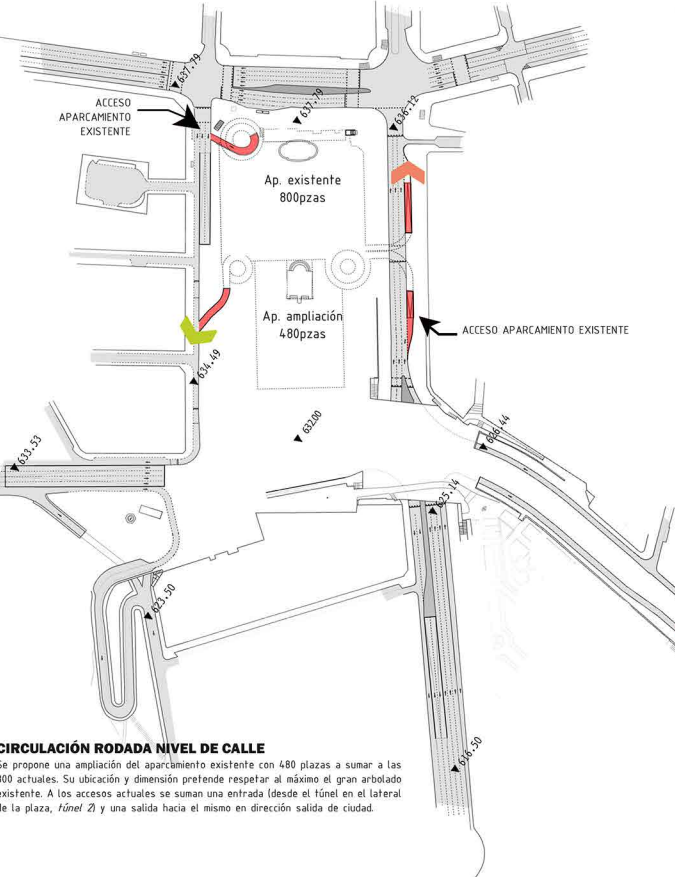 637.79
637.79
636.12
ACCESO
APARCAMIENTO
EXISTENTE
Ap. existente
800pzas
Ap. ampliación
480pzas
ACCESO APARCAMIENTO EXISTENTE
634.49
632.00
626.44
633.53
625.14
623.50
616.50
CIRCULACIÓN RODADA NIVEL DE CALLE
Se propone una ampliación del aparcamiento existente con 480 plazas a sumar a las
800 actuales. Su ubicación y dimensión pretende respetar al máximo el gran arbolado
existente. A los accesos actuales se suman una entrada (desde el túnel en el lateral
de la plaza, túnel 2) y una salida hacia el mismo en dirección salida de ciudad.